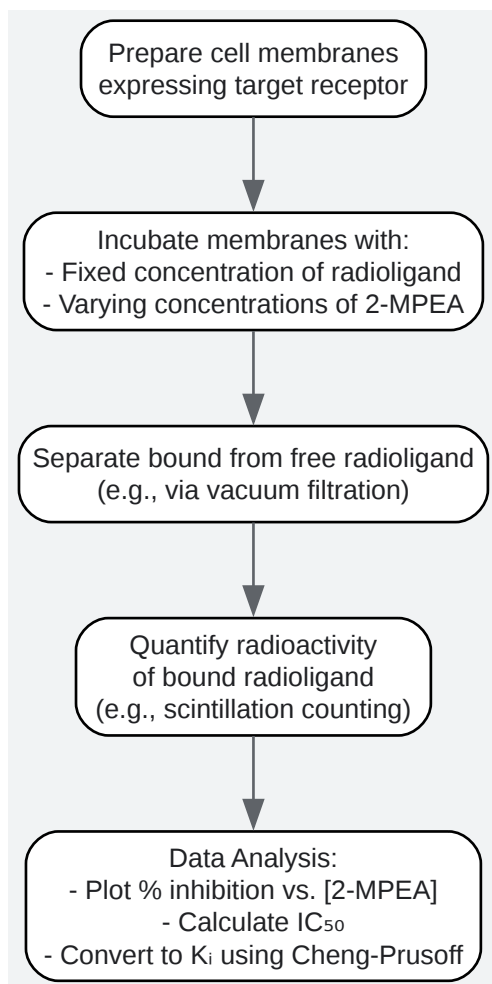 Prepare cell membranes
expressing target receptor
Incubate membranes with:
- Fixed concentration of radioligand
- Varying concentrations of 2-MPEA
Separate bound from free radioligand
(e.g., via vacuum filtration)
Quantify radioactivity
of bound radioligand
(e.g., scintillation counting)
Data Analysis:
- Plot % inhibition vs. [2-MPEA]
- Calculate IC₅₀
- Convert to Kᵢ using Cheng-Prusoff